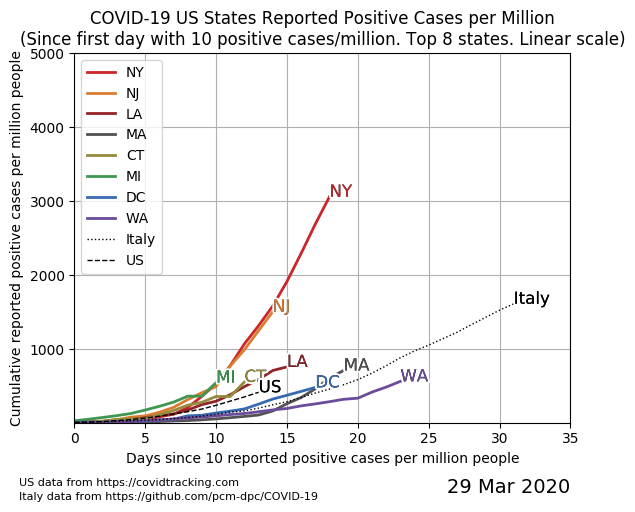 COVID-19 US States Reported Positive Cases per Million
(Since first day with 10 positive cases/million. Top 8 states. Linear scale)
Cumulative reported positive cases per million people
5000
4000
3000
2000
1000
NY
NJ
LA
MA
CT
MI
DC
WA
Italy
US
NY
NJ
Italy
LA
MA
MI
CT
US
DC
WA
0 5 10 15 20 25 30 35
Days since 10 reported positive cases per million people
US data from https://covidtracking.com
Italy data from https://github.com/pcm-dpc/COVID-19
29 Mar 2020